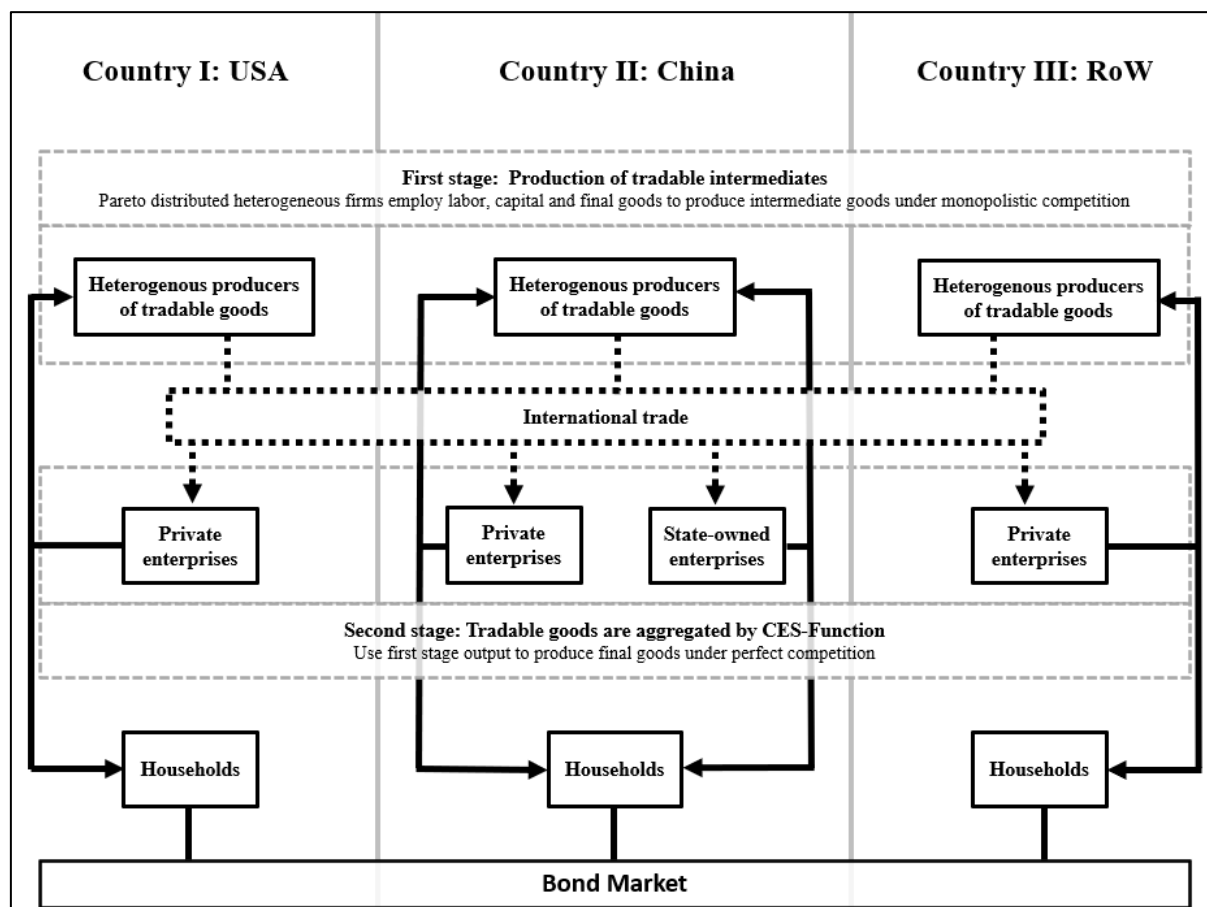 Country I: USA
Country II: China
Country III: RoW
First stage: Production of tradable intermediates
Pareto distributed heterogeneous firms employ labor, capital and final goods to produce intermediate goods under monopolistic competition
Heterogenous producers
of tradable goods
Heterogenous producers
of tradable goods
Heterogenous producers
of tradable goods
International trade
Private
enterprises
Private
enterprises
State-owned
enterprises
Private
enterprises
Second stage: Tradable goods are aggregated by CES-Function
Use first stage output to produce final goods under perfect competition
Households
Households
Households
Bond Market